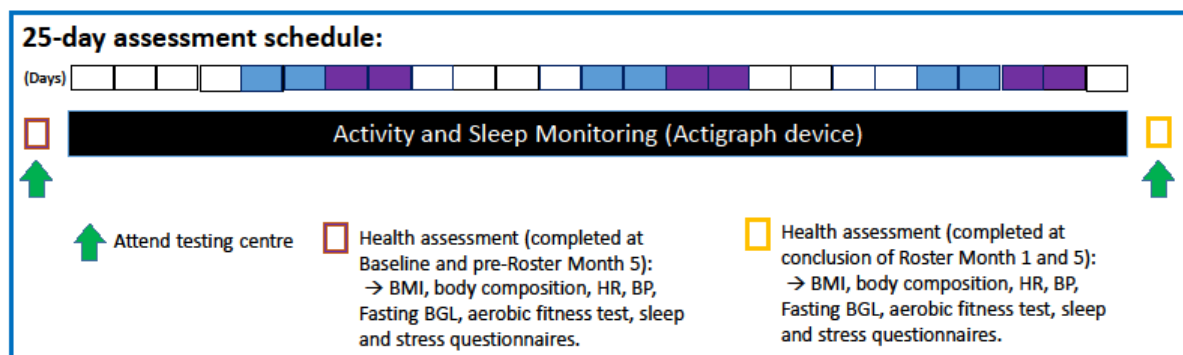 25-day assessment schedule:
(Days)
Activity and Sleep Monitoring (Actigraph device)
Attend testing centre
Health assessment (completed at
Baseline and pre-Roster Month 5):
→ BMI, body composition, HR, BP,
Fasting BGL, aerobic fitness test, sleep
and stress questionnaires.
Health assessment (completed at
conclusion of Roster Month 1 and 5):
→ BMI, body composition, HR, BP,
Fasting BGL, aerobic fitness test, sleep
and stress questionnaires.